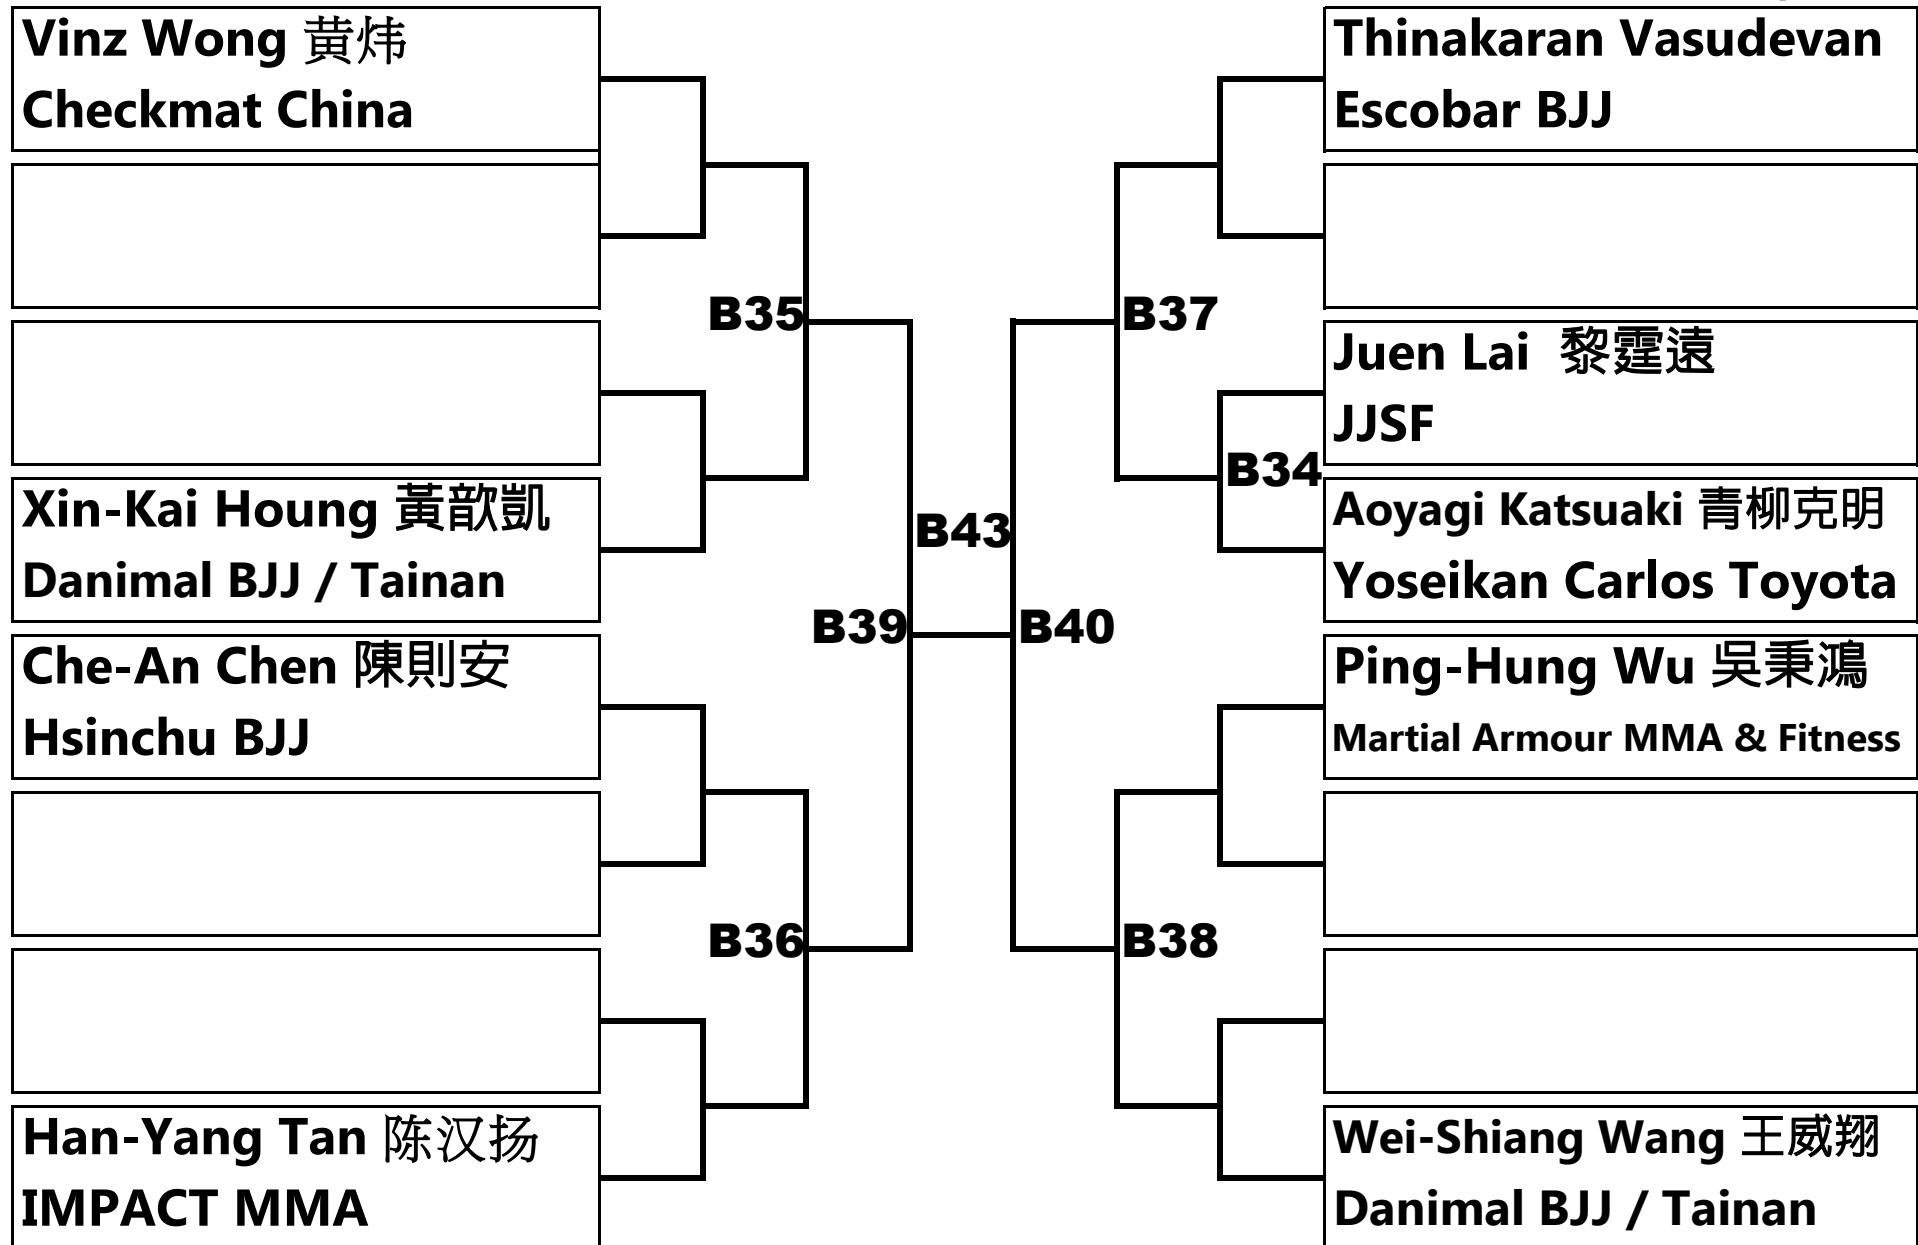 Vinz Wong 黃炜
Checkmat China
Xin-Kai Houng 黃歆凱
Danimal BJJ / Tainan
Che-An Chen 陳則安
Hsinchu BJJ
Han-Yang Tan 陈汉扬
IMPACT MMA
B35
B36
B39
B43
B40
B37
B34
B38
Thinakaran Vasudevan
Escobar BJJ
Juen Lai 黎霆遠
JJSF
Aoyagi Katsuaki 青柳克明
Yoseikan Carlos Toyota
Ping-Hung Wu 吳秉鴻
Martial Armour MMA & Fitness
Wei-Shiang Wang 王威翔
Danimal BJJ / Tainan